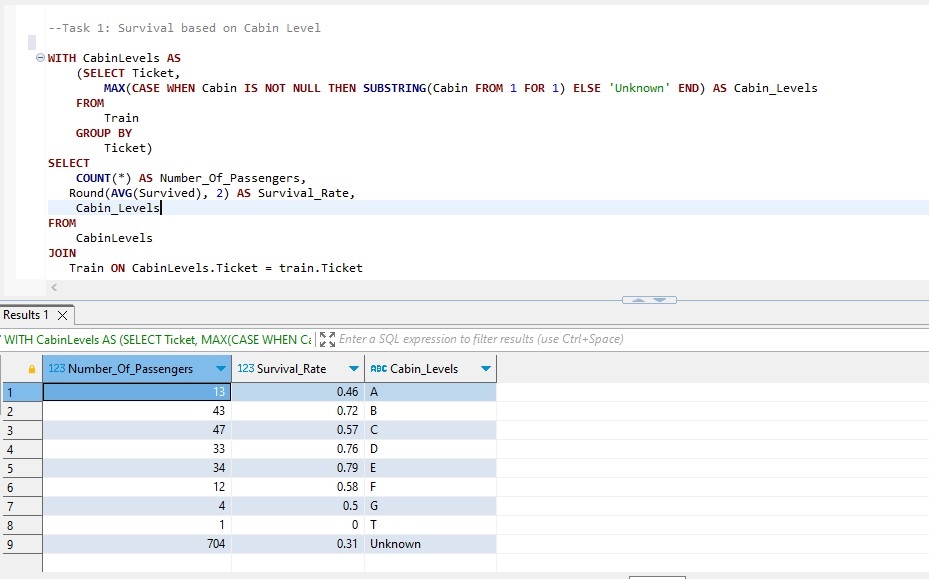 --Task 1: Survival based on Cabin Level
WITH CabinLevels AS
(SELECT Ticket,
MAX(CASE WHEN Cabin IS NOT NULL THEN SUBSTRING(Cabin FROM 1 FOR 1) ELSE 'Unknown' END) AS Cabin_Levels
FROM
Train
GROUP BY
Ticket)
SELECT
COUNT(*) AS Number_Of_Passengers,
Round(AVG(Survived), 2) AS Survival_Rate,
Cabin_Levels
FROM
CabinLevels
JOIN
Train ON CabinLevels.Ticket = train.Ticket
Results 1
WITH CabinLevels AS (SELECT Ticket, MAX(CASE WHEN Ca Enter a SQL expression to filter results (use Ctrl+Space)
123 Number_Of_Passengers 123 Survival_Rate ABC Cabin_Levels
1 13 0.46 A
2 43 0.72 B
3 47 0.57 C
4 33 0.76 D
5 34 0.79 E
6 12 0.58 F
7 4 0.5 G
8 1 0 T
9 704 0.31 Unknown